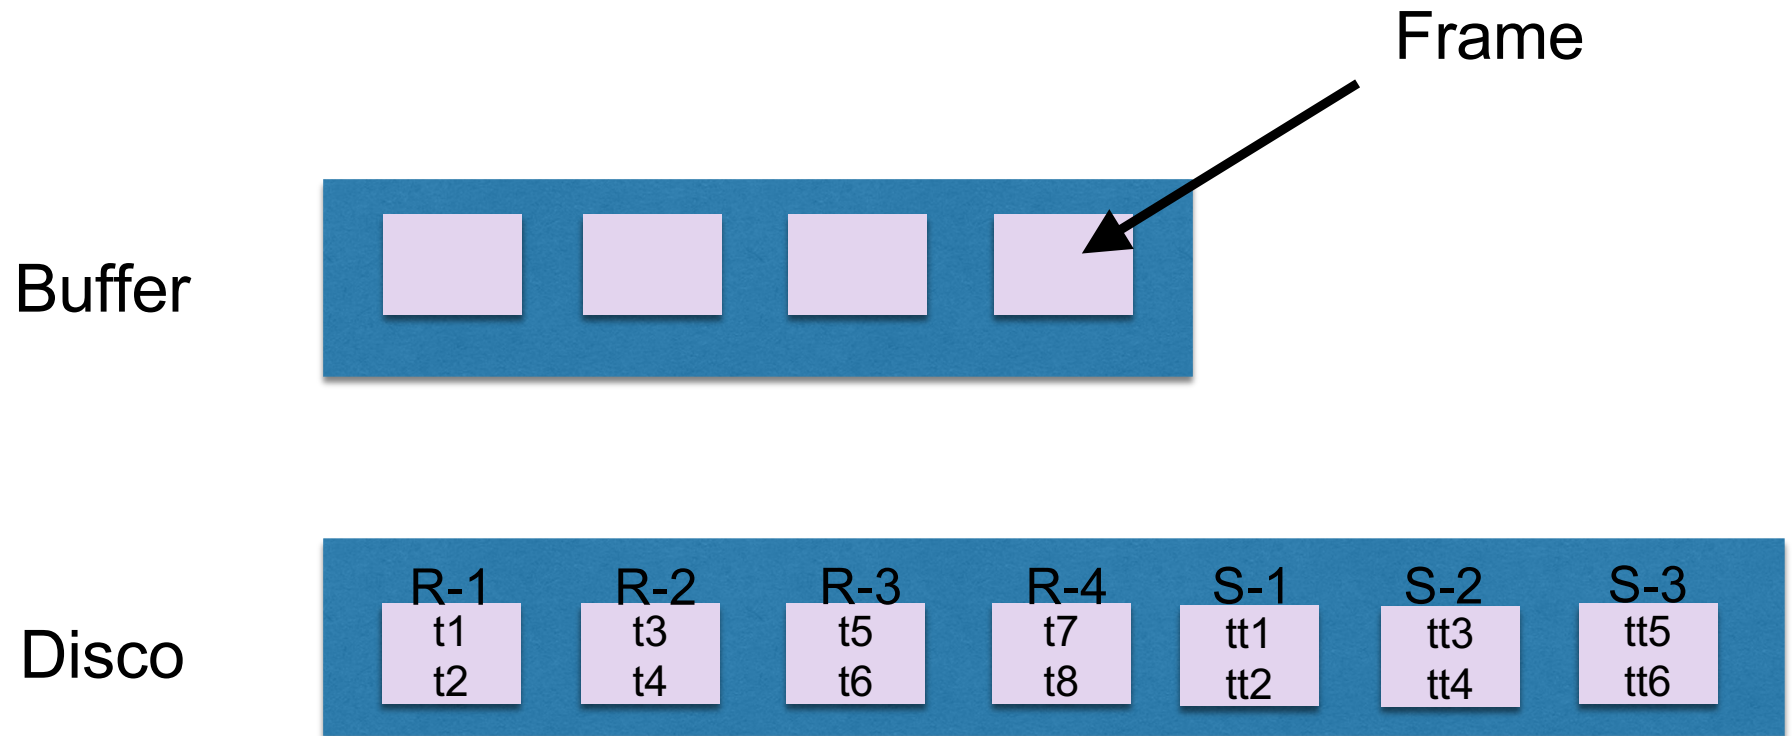 Frame
Buffer
R-1 R-2 R-3 R-4 S-1 S-2 S-3
t1 t3 t5 t7 tt1 tt3 tt5
Disco
t2 t4 t6 t8 tt2 tt4 tt6